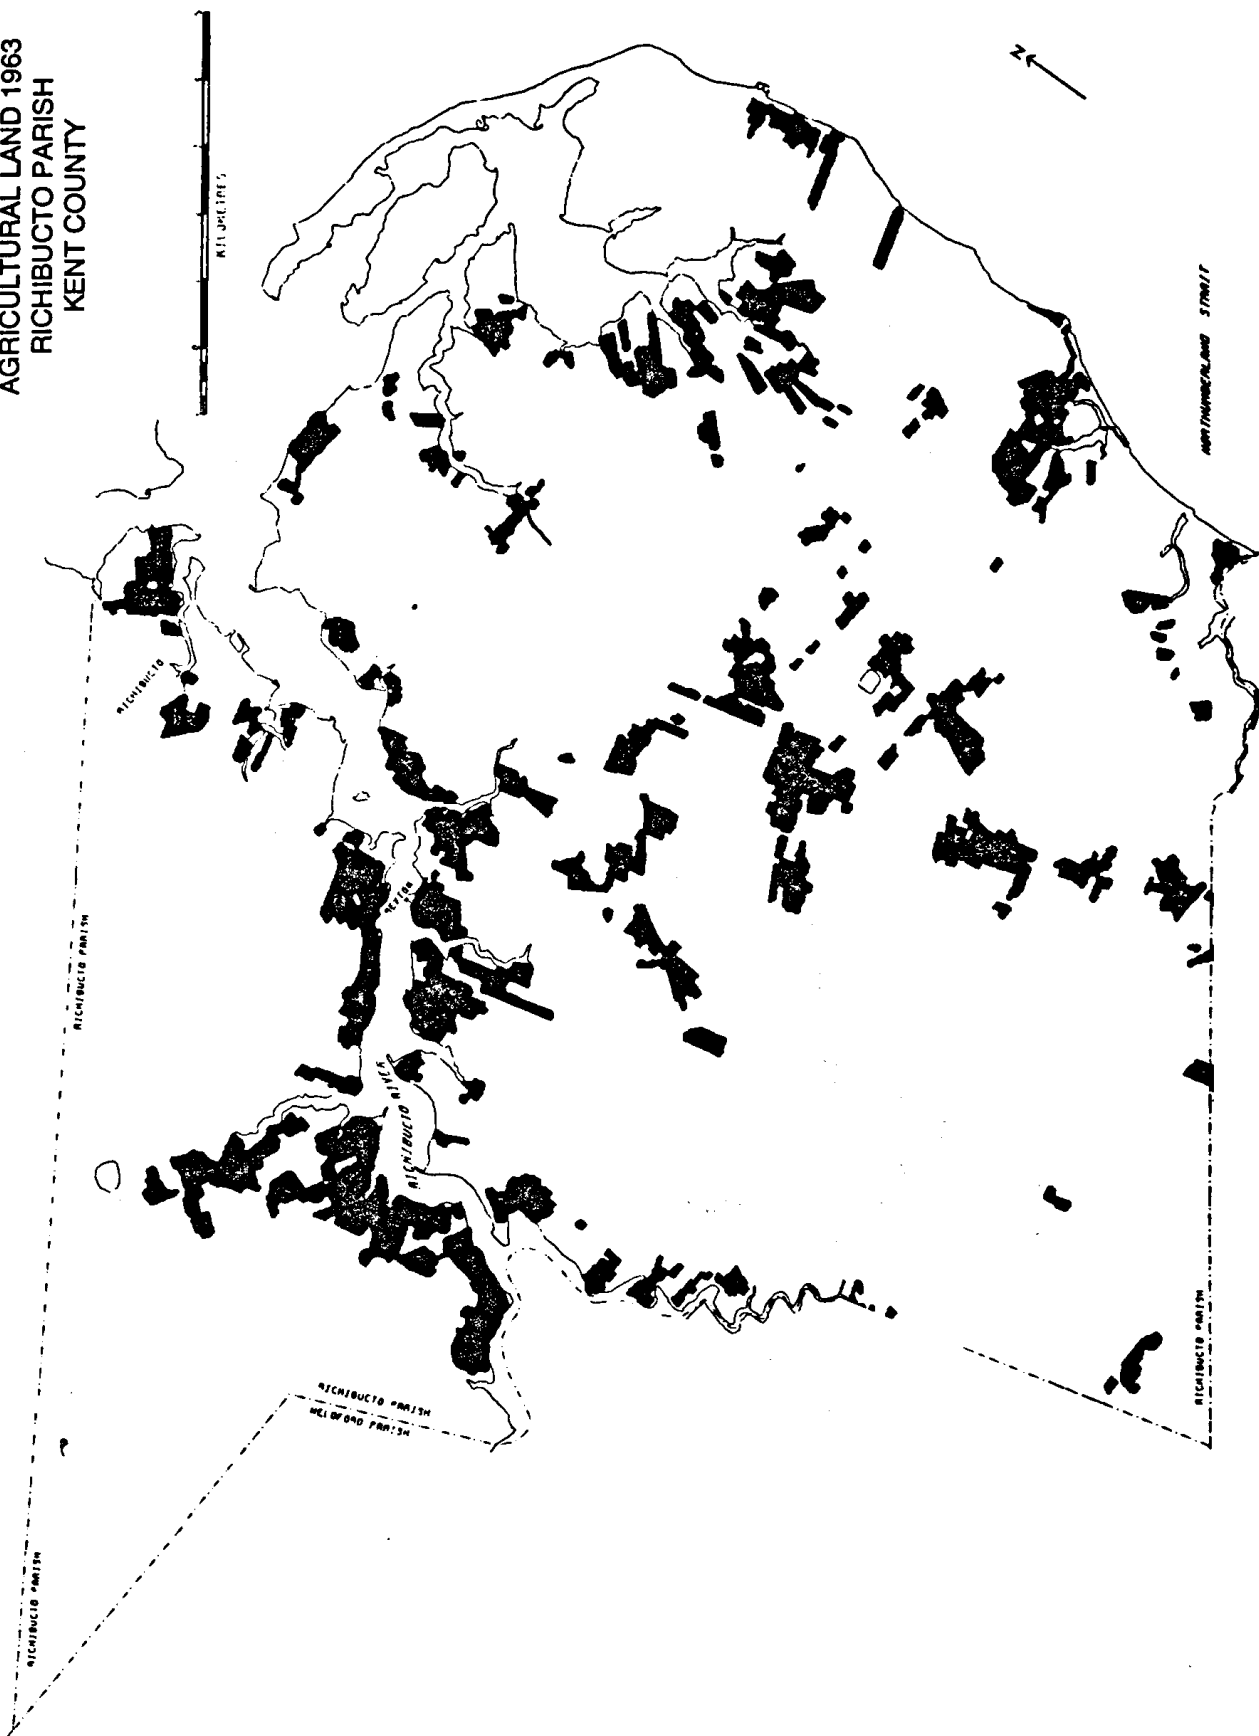 AGRICULTURAL LAND 1963
RICHIBUCTO PARISH
KENT COUNTY
KILOMETRES
N
NORTHUMBERLAND STRAIT
RICHIBUCTO
REXTON
RICHIBUCTO RIVER
RICHIBUCTO PARISH
RICHIBUCTO PARISH
RICHIBUCTO PARISH
WELDFORD PARISH
RICHIBUCTO PARISH